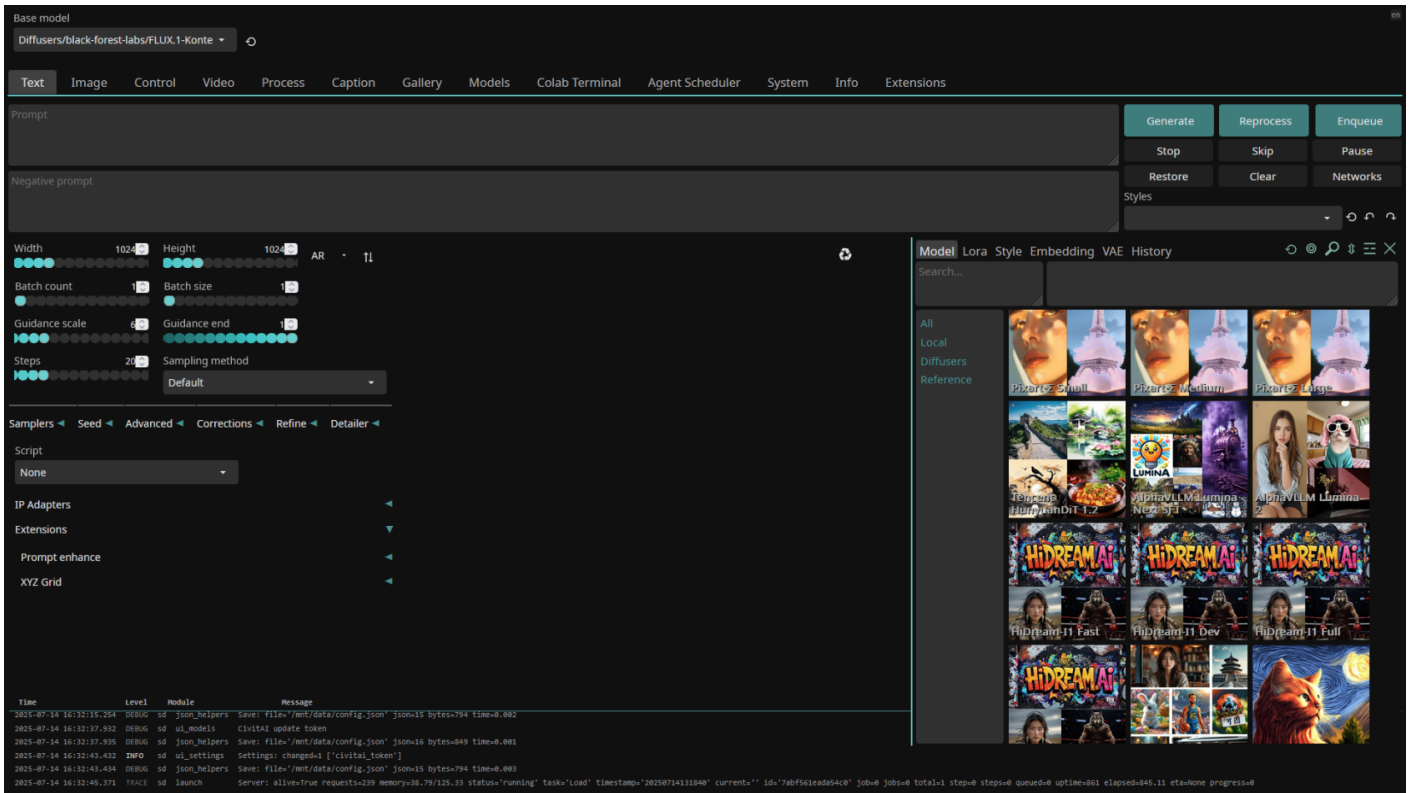 Base model
en
Diffusers/black-forest-labs/FLUX.1-Konte
Text Image Control Video Process Caption Gallery Models Colab Terminal Agent Scheduler System Info Extensions
Prompt
Generate Reprocess Enqueue
Stop Skip Pause
Negative prompt
Restore Clear Networks
Styles
Width 1024 Height 1024
AR
Batch count 1 Batch size 1
Guidance scale 6 Guidance end 1
Steps 20 Sampling method
Default
Samplers Seed Advanced Corrections Refine Detailer
Script
None
IP Adapters
Extensions
Prompt enhance
XYZ Grid
Model Lora Style Embedding VAE History
Search...
All
Local
Diffusers
Reference
Pixart-Σ Small Pixart-Σ Medium Pixart-Σ Large
LUMINA
Tencent HunyuanDiT 1.2
AlphaVLLM Lumina-Next SFT
AlphaVLLM Lumina-2
HiDREAM.Ai HiDREAM.Ai HiDREAM.Ai
HiDream-I1 Fast HiDream-I1 Dev HiDream-I1 Full
HiDREAM.Ai
Time Level Module Message
2025-07-14 16:32:15.254 DEBUG sd json_helpers Save: file='/mnt/data/config.json' json=15 bytes=794 time=0.002
2025-07-14 16:32:37.932 DEBUG sd ui_models CivitAI update token
2025-07-14 16:32:37.935 DEBUG sd json_helpers Save: file='/mnt/data/config.json' json=16 bytes=849 time=0.001
2025-07-14 16:32:43.432 INFO sd ui_settings Settings: changed=1 ['civitai_token']
2025-07-14 16:32:43.434 DEBUG sd json_helpers Save: file='/mnt/data/config.json' json=15 bytes=794 time=0.003
2025-07-14 16:32:45.371 TRACE sd launch Server: alive=True requests=239 memory=38.79/125.33 status='running' task='Load' timestamp='20250714131840' current='' id='7abf561eada54c0' job=0 jobs=0 total=1 step=0 steps=0 queued=0 uptime=861 elapsed=845.11 eta=None progress=0